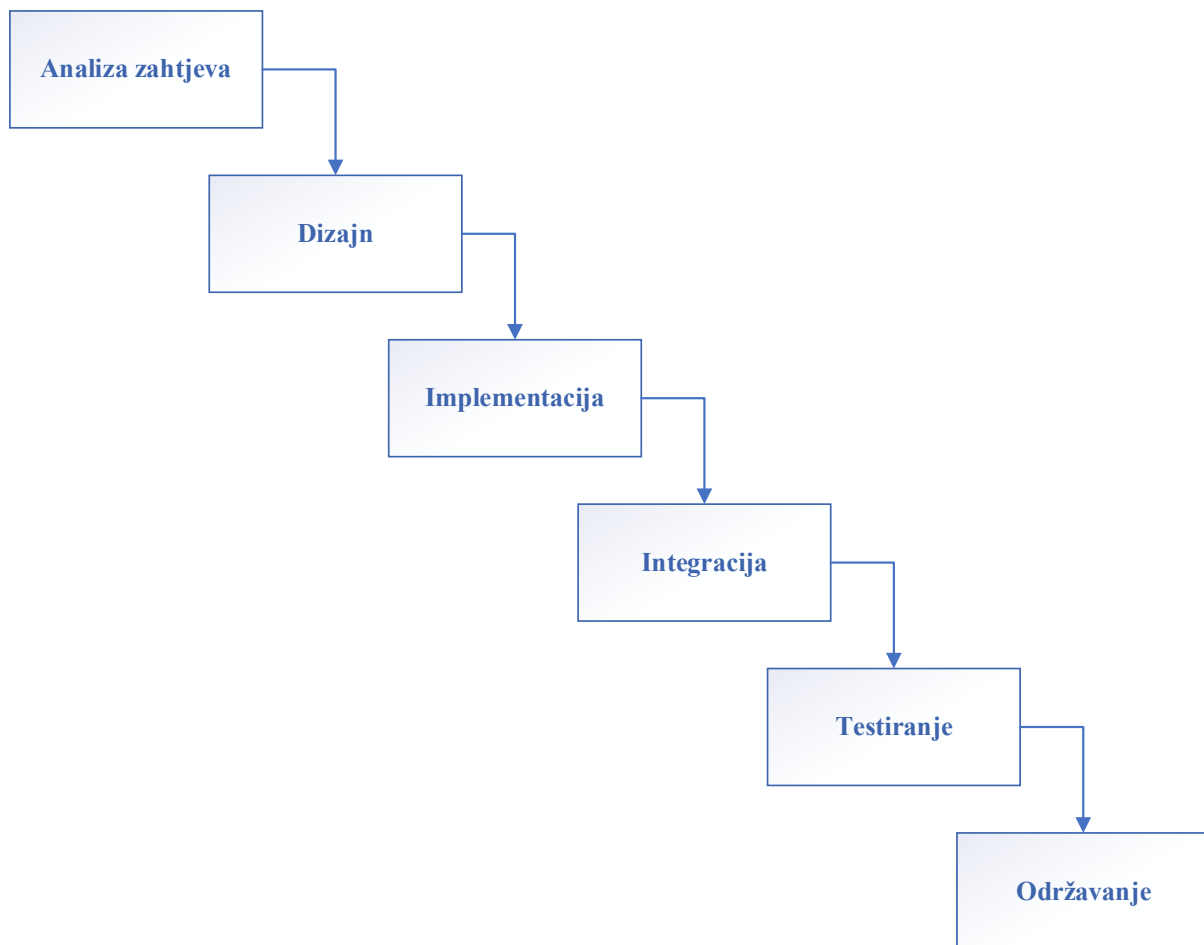 Analiza zahtjeva
Dizajn
Implementacija
Integracija
Testiranje
Održavanje